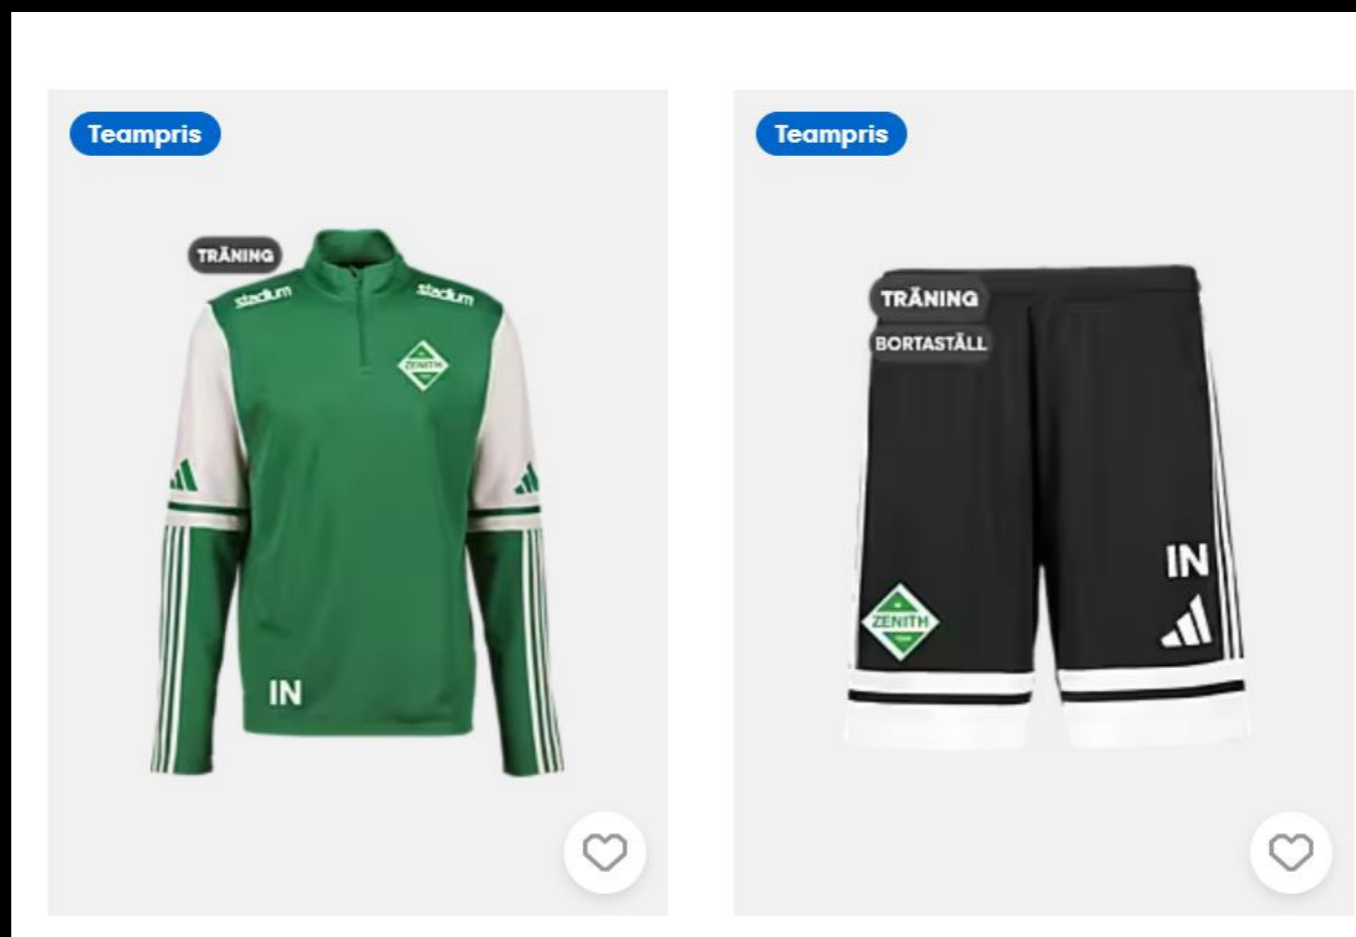 Teampris
TRÄNING
stadium
stadium
ZENITH
IN
Teampris
TRÄNING
BORTASTÄLL
IN
ZENITH